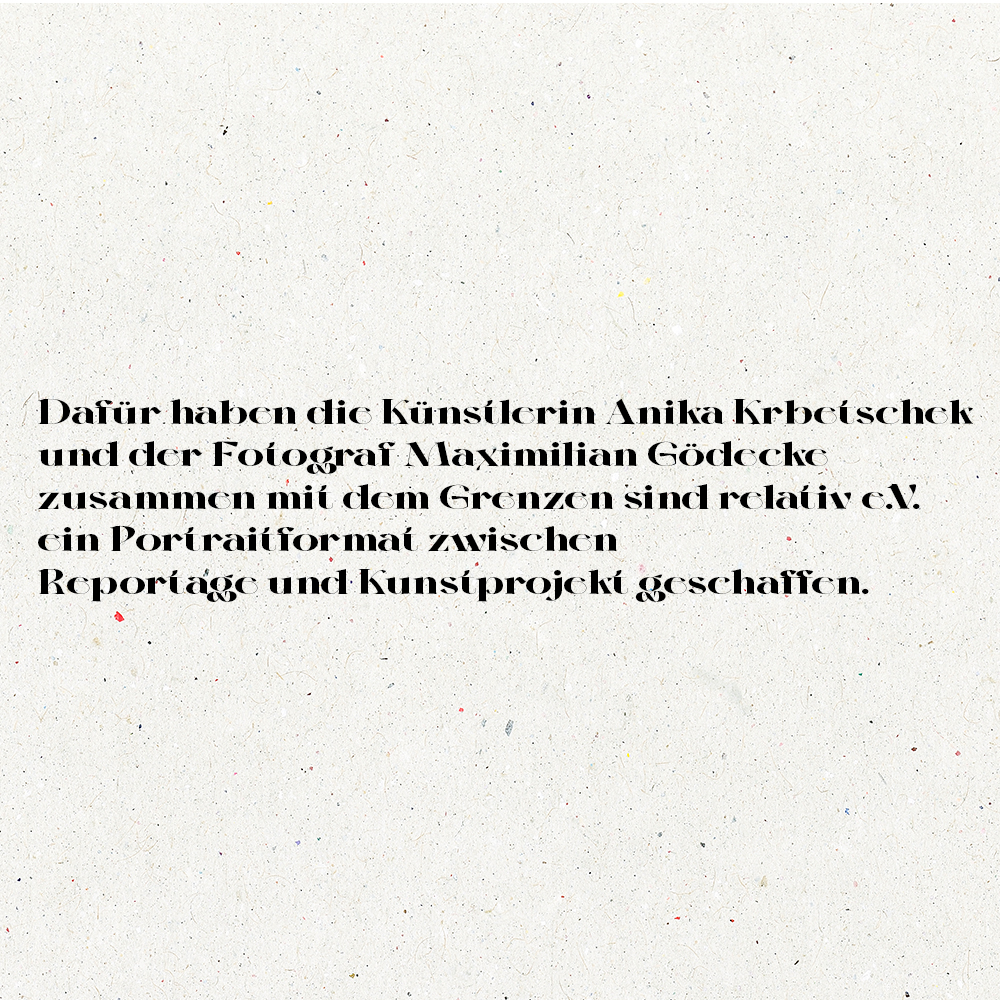 Dafür haben die Künstlerin Anika Krbetschek
und der Fotograf Maximilian Gödecke
zusammen mit dem Grenzen sind relativ e.V.
ein Portraitformat zwischen
Reportage und Kunstprojekt geschaffen.